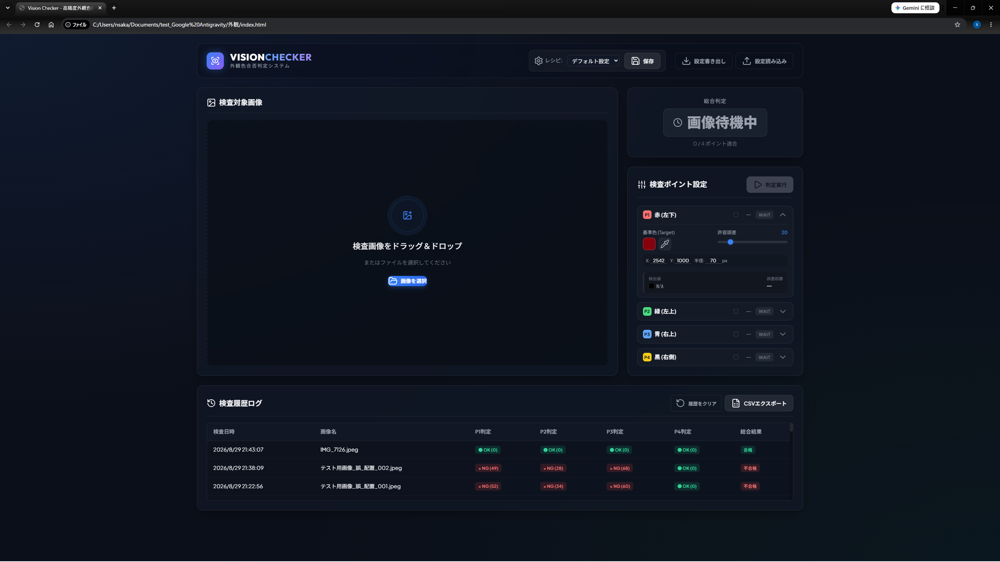 Vision Checker - 高精度外観色
Gemini に相談
ファイル
C:/Users/nsaka/Documents/test_Google%20Antigravity/外観/index.html
S
VISIONCHECKER
外観色合否判定システム
レシピ:
デフォルト設定
保存
設定書き出し
設定読み込み
検査対象画像
検査画像をドラッグ＆ドロップ
またはファイルを選択してください
画像を選択
総合判定
画像待機中
0 / 4 ポイント適合
検査ポイント設定
判定実行
P1 赤 (左下) -- WAIT
基準色 (Target) 許容誤差 20
X: 2542 Y: 1000 半径: 70 px
検出値 誤差距離
N/A --
P2 緑 (左上) -- WAIT
P3 青 (右上) -- WAIT
P4 黒 (右側) -- WAIT
検査履歴ログ
履歴をクリア
CSVエクスポート
検査日時 画像名 P1判定 P2判定 P3判定 P4判定 総合結果
2026/8/29 21:43:07 IMG_7126.jpeg ●OK (0) ●OK (0) ●OK (0) ●OK (0) 合格
2026/8/29 21:38:09 テスト用画像_誤_配置_002.jpeg × NG (49) × NG (28) × NG (68) ●OK (0) 不合格
2026/8/29 21:22:56 テスト用画像_誤_配置_001.jpeg × NG (52) × NG (34) × NG (60) ●OK (0) 不合格